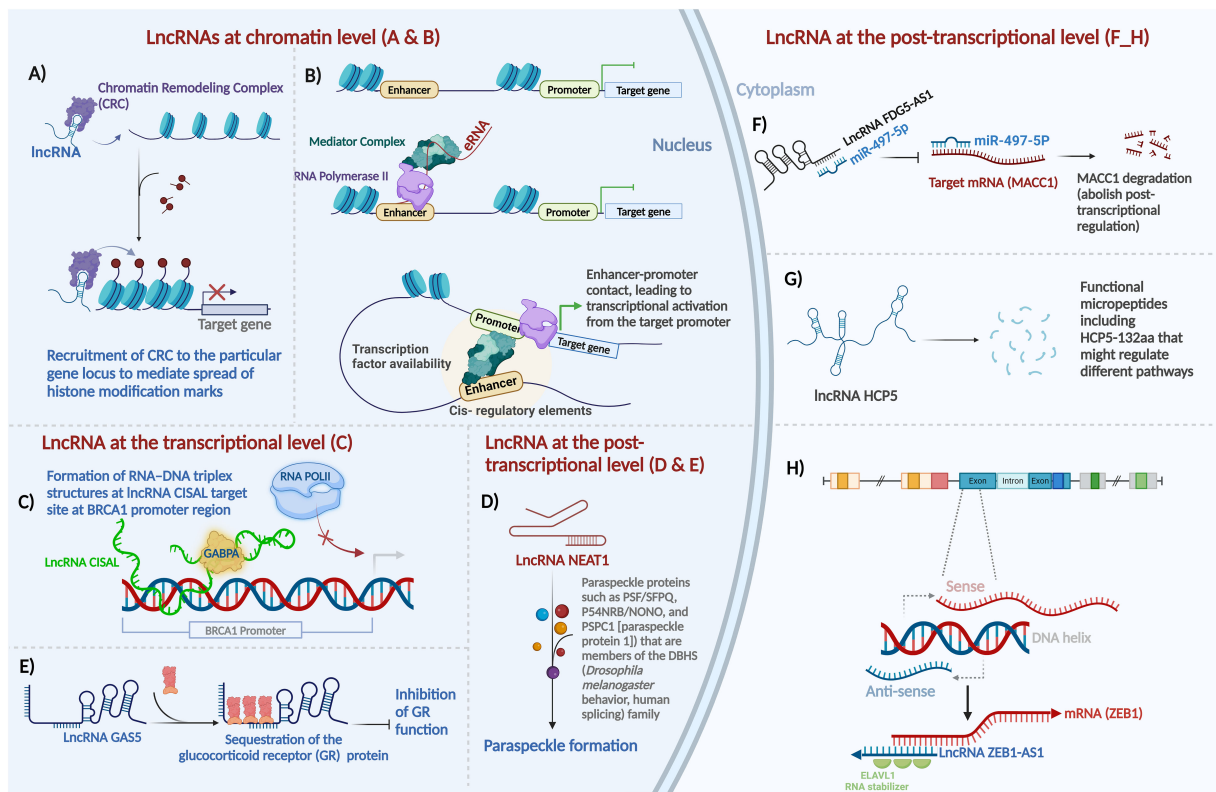 LncRNAs at chromatin level (A & B)
A)
Chromatin Remodeling Complex
(CRC)
lncRNA
Target gene
Recruitment of CRC to the particular
gene locus to mediate spread of
histone modification marks
B)
Enhancer
Promoter
Target gene
Mediator Complex
eRNA
Nucleus
RNA Polymerase II
Enhancer
Promoter
Target gene
Enhancer-promoter
contact, leading to
transcriptional activation
from the target promoter
Promoter
Target gene
Transcription
factor availability
Enhancer
Cis- regulatory elements
LncRNA at the transcriptional level (C)
C)
Formation of RNA–DNA triplex
structures at lncRNA CISAL target
site at BRCA1 promoter region
RNA POLII
GABPA
LncRNA CISAL
BRCA1 Promoter
LncRNA at the post-
transcriptional level (D & E)
D)
LncRNA NEAT1
Paraspeckle proteins
such as PSF/SFPQ,
P54NRB/NONO, and
PSPC1 [paraspeckle
protein 1]) that are
members of the DBHS
(Drosophila
melanogaster
behavior, human
splicing) family
Paraspeckle formation
E)
LncRNA GAS5
Sequestration of the
glucocorticoid receptor (GR) protein
Inhibition
of GR
function
LncRNA at the post-transcriptional level (F_H)
Cytoplasm
F)
LncRNA FDG5-AS1
miR-497-5p
miR-497-5P
Target mRNA (MACC1)
MACC1 degradation
(abolish post-
transcriptional
regulation)
G)
lncRNA HCP5
Functional
micropeptides
including
HCP5-132aa that
might regulate
different pathways
H)
Exon
Intron
Exon
Sense
DNA helix
Anti-sense
mRNA (ZEB1)
LncRNA ZEB1-AS1
ELAVL1
RNA stabilizer